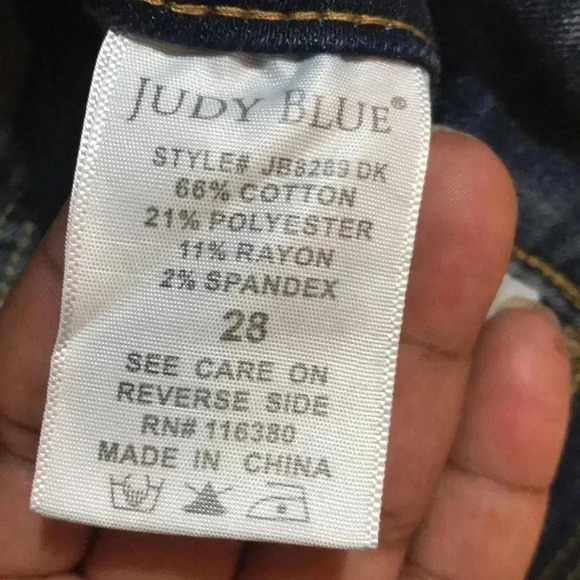 JUDY BLUE®
STYLE# JB8269 DK
66% COTTON
21% POLYESTER
11% RAYON
2% SPANDEX
28
SEE CARE ON
REVERSE SIDE
RN# 116380
MADE IN CHINA